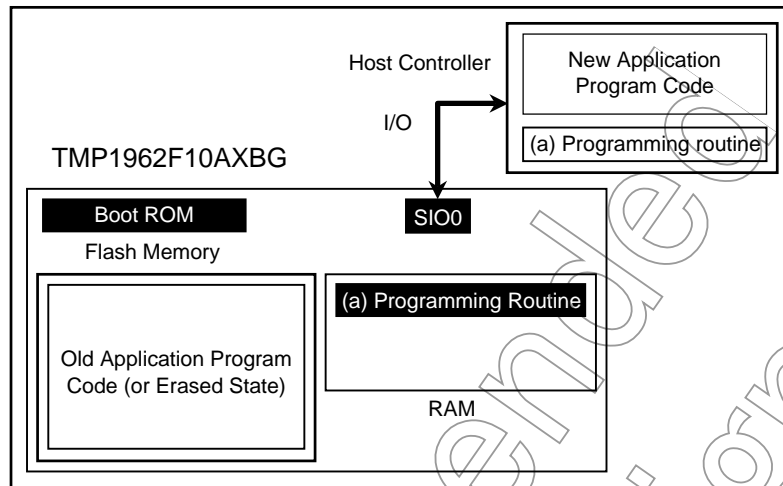 Host Controller
New Application
Program Code
I/O
(a) Programming routine
TMP1962F10AXBG
Boot ROM
SIO0
Flash Memory
(a) Programming Routine
Old Application Program
Code (or Erased State)
RAM